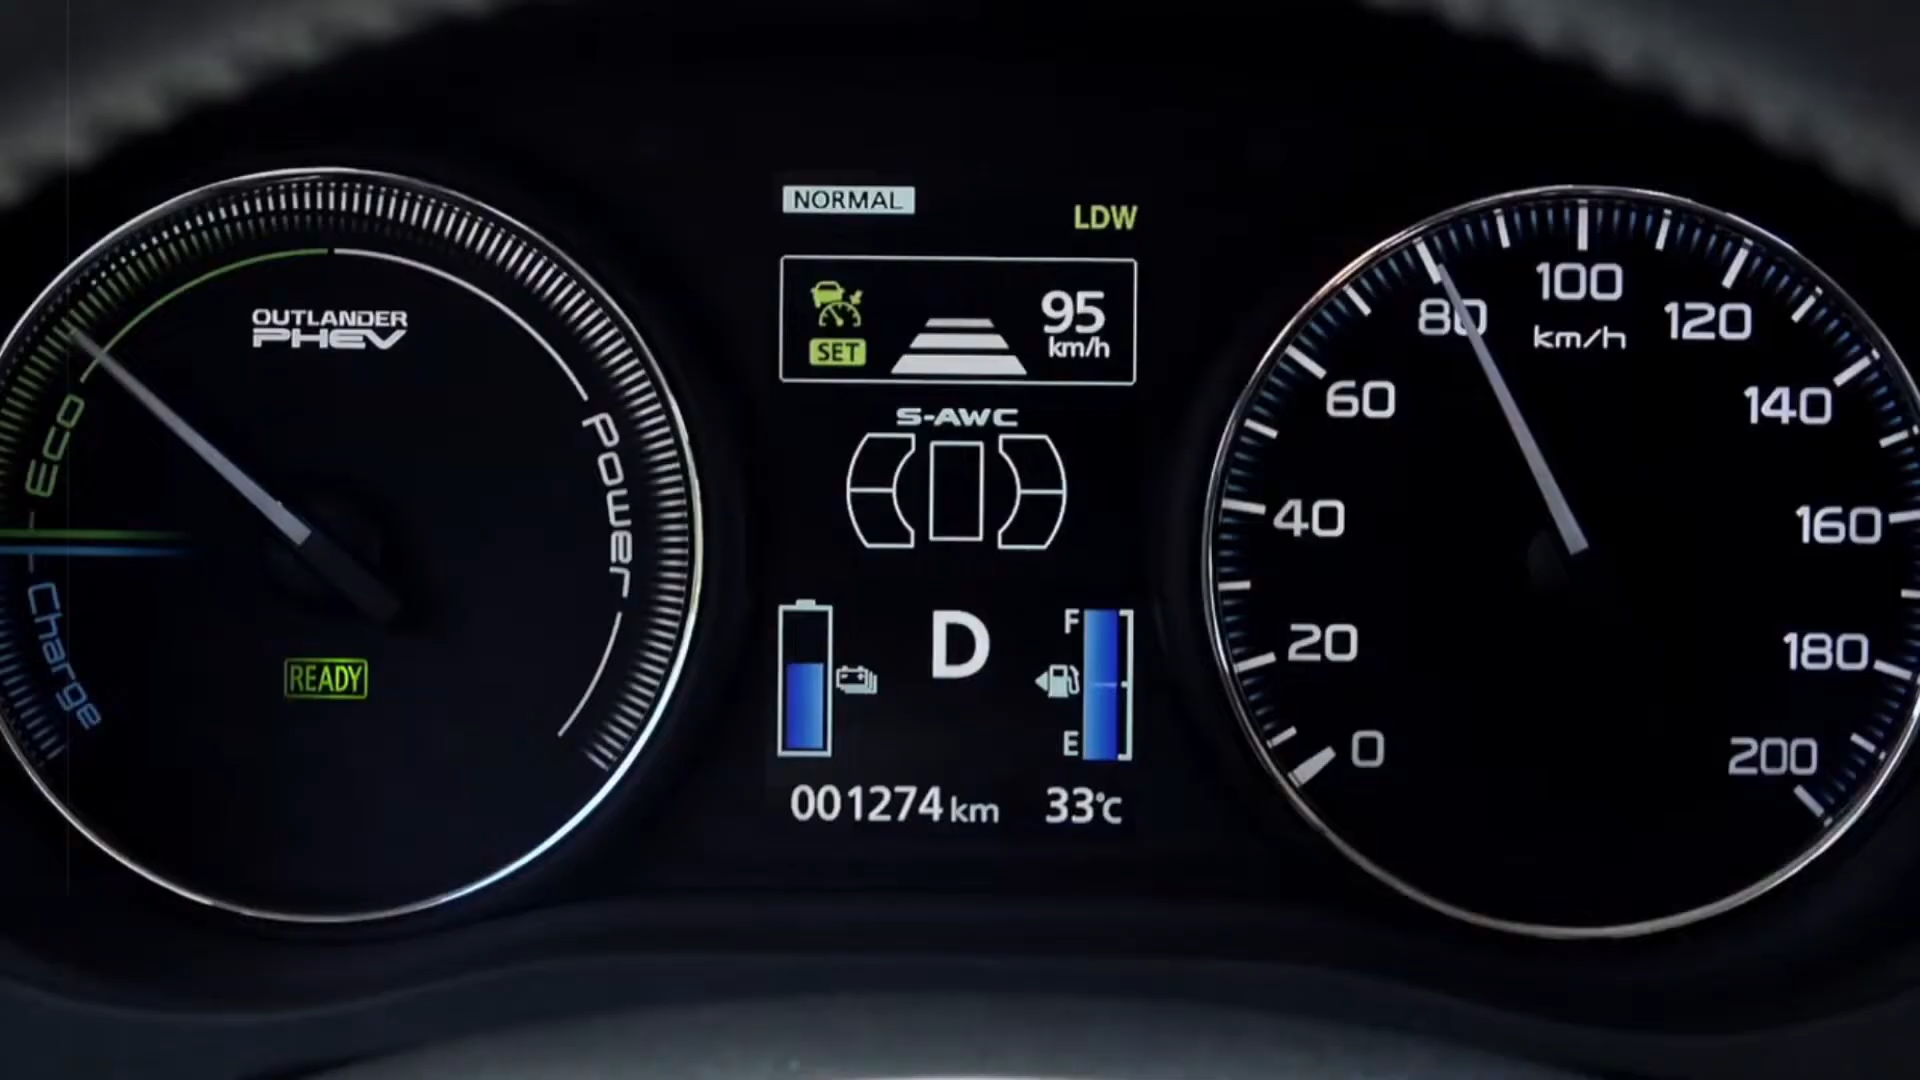 OUTLANDER
PHEV
Eco
Power
Charge
READY
NORMAL
LDW
SET
95
km/h
S-AWC
D
F
E
001274 km
33°C
0
20
40
60
80
100
km/h
120
140
160
180
200